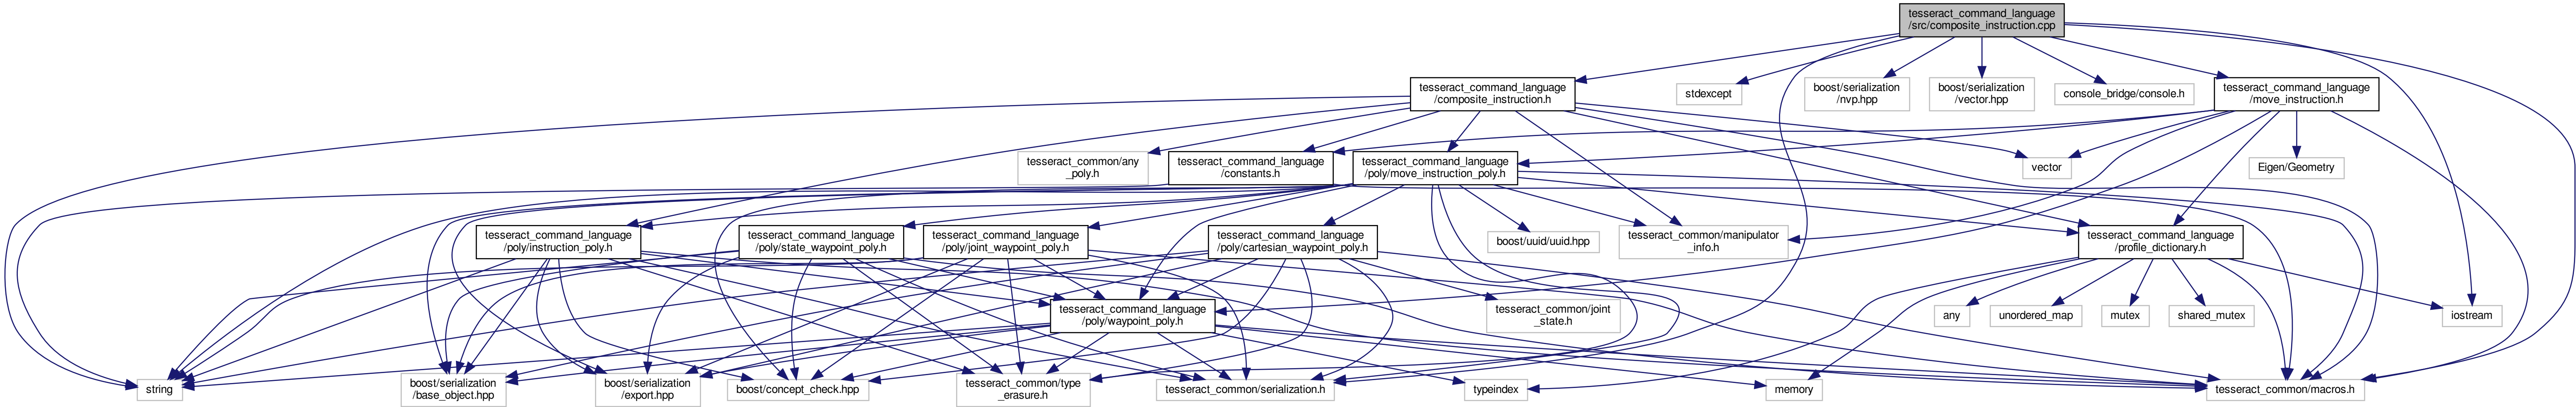 tesseract_command_language
/src/composite_instruction.cpp
tesseract_command_language
/composite_instruction.h
stdexcept
boost/serialization
/nvp.hpp
boost/serialization
/vector.hpp
console_bridge/console.h
tesseract_command_language
/move_instruction.h
tesseract_common/any
_poly.h
tesseract_command_language
/constants.h
tesseract_command_language
/poly/move_instruction_poly.h
vector
Eigen/Geometry
tesseract_command_language
/poly/instruction_poly.h
tesseract_command_language
/poly/state_waypoint_poly.h
tesseract_command_language
/poly/joint_waypoint_poly.h
tesseract_command_language
/poly/cartesian_waypoint_poly.h
boost/uuid/uuid.hpp
tesseract_common/manipulator
_info.h
tesseract_command_language
/profile_dictionary.h
tesseract_command_language
/poly/waypoint_poly.h
tesseract_common/joint
_state.h
any
unordered_map
mutex
shared_mutex
iostream
string
boost/serialization
/base_object.hpp
boost/serialization
/export.hpp
boost/concept_check.hpp
tesseract_common/type
_erasure.h
tesseract_common/serialization.h
typeindex
memory
tesseract_common/macros.h